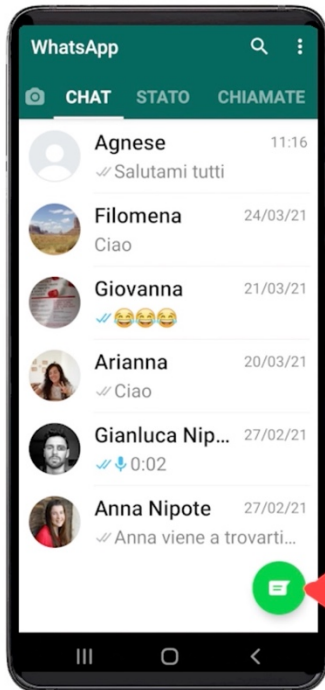 WhatsApp
CHAT STATO CHIAMATE
Agnese 11:16
Salutami tutti
Filomena 24/03/21
Ciao
Giovanna 21/03/21
Arianna 20/03/21
Ciao
Gianluca Nip... 27/02/21
0:02
Anna Nipote 27/02/21
Anna viene a trovarti...